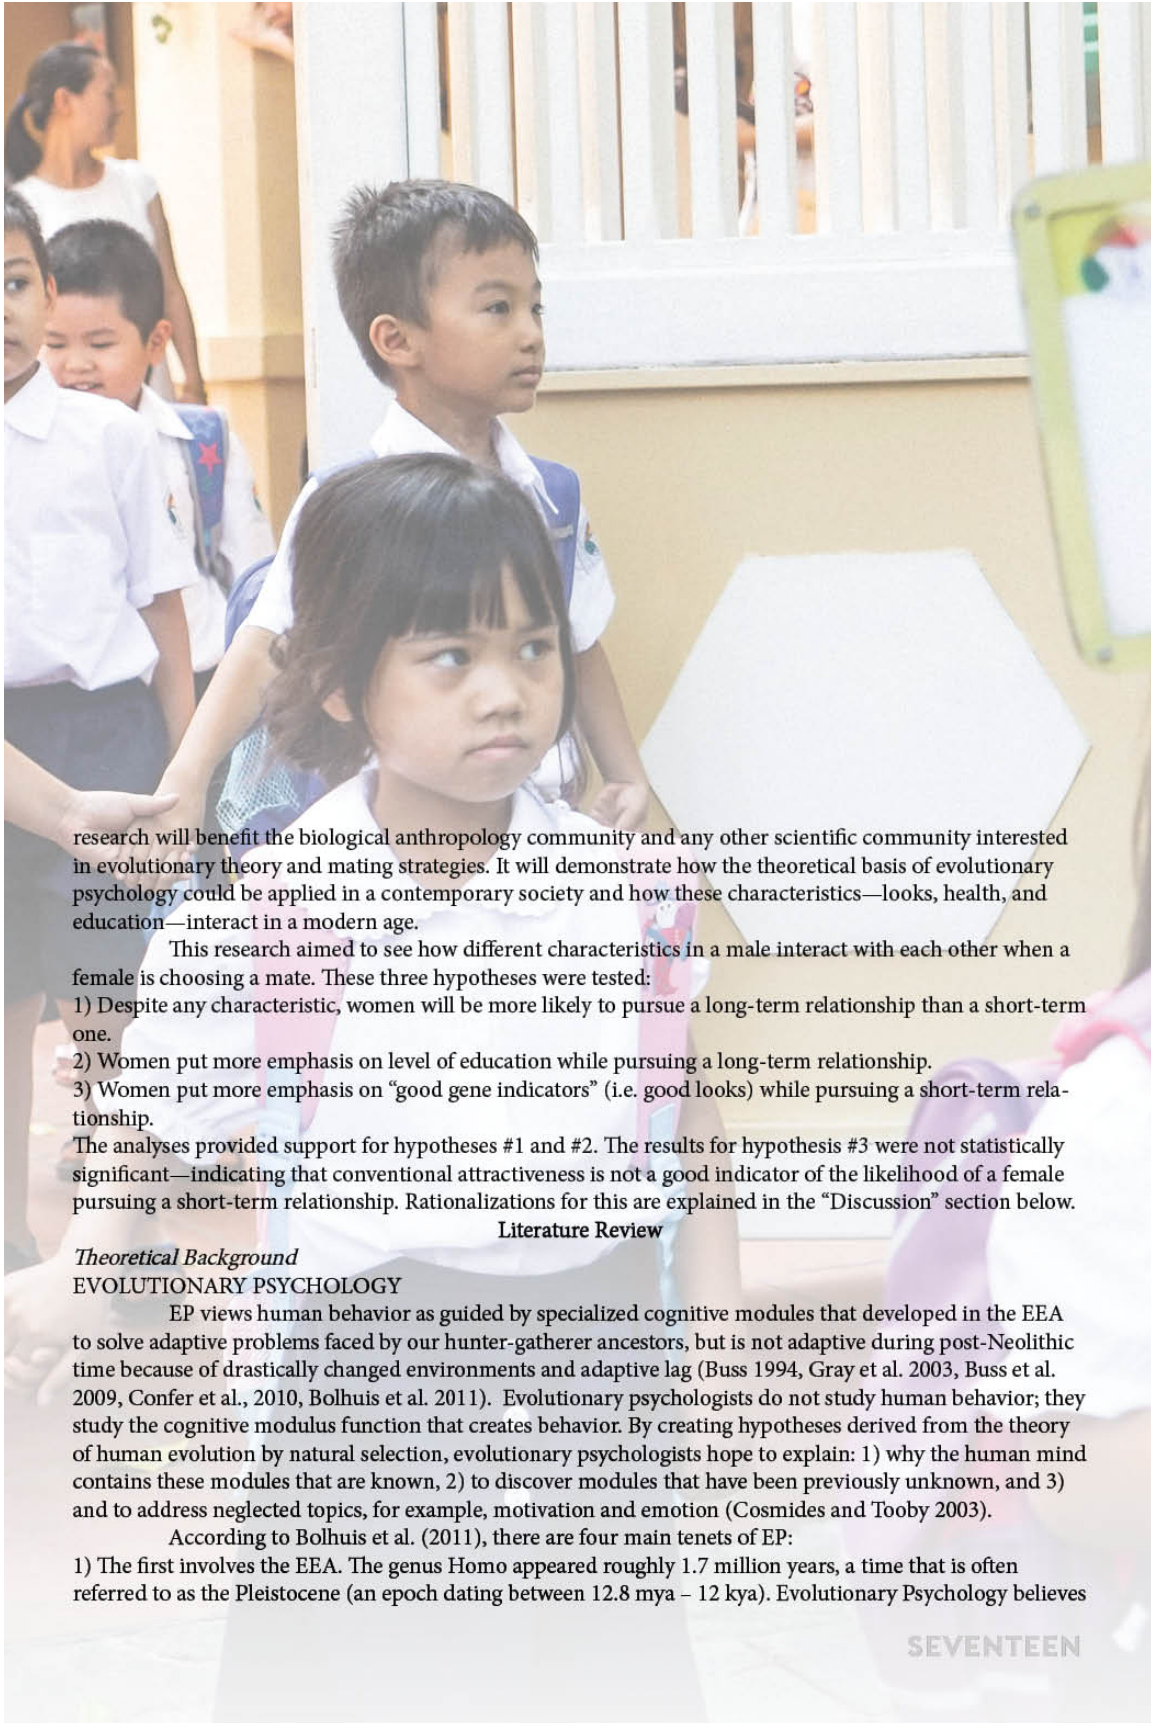 research will benefit the biological anthropology community and any other scientific community interested
in evolutionary theory and mating strategies. It will demonstrate how the theoretical basis of evolutionary
psychology could be applied in a contemporary society and how these characteristics—looks, health, and
education—interact in a modern age.
This research aimed to see how different characteristics in a male interact with each other when a
female is choosing a mate. These three hypotheses were tested:
1) Despite any characteristic, women will be more likely to pursue a long-term relationship than a short-term
one.
2) Women put more emphasis on level of education while pursuing a long-term relationship.
3) Women put more emphasis on “good gene indicators” (i.e. good looks) while pursuing a short-term rela-
tionship.
The analyses provided support for hypotheses #1 and #2. The results for hypothesis #3 were not statistically
significant—indicating that conventional attractiveness is not a good indicator of the likelihood of a female
pursuing a short-term relationship. Rationalizations for this are explained in the “Discussion” section below.
Literature Review
Theoretical Background
EVOLUTIONARY PSYCHOLOGY
EP views human behavior as guided by specialized cognitive modules that developed in the EEA
to solve adaptive problems faced by our hunter-gatherer ancestors, but is not adaptive during post-Neolithic
time because of drastically changed environments and adaptive lag (Buss 1994, Gray et al. 2003, Buss et al.
2009, Confer et al., 2010, Bolhuis et al. 2011).  Evolutionary psychologists do not study human behavior; they
study the cognitive modulus function that creates behavior. By creating hypotheses derived from the theory
of human evolution by natural selection, evolutionary psychologists hope to explain: 1) why the human mind
contains these modules that are known, 2) to discover modules that have been previously unknown, and 3)
and to address neglected topics, for example, motivation and emotion (Cosmides and Tooby 2003).
According to Bolhuis et al. (2011), there are four main tenets of EP:
1) The first involves the EEA. The genus Homo appeared roughly 1.7 million years, a time that is often
referred to as the Pleistocene (an epoch dating between 12.8 mya – 12 kya). Evolutionary Psychology believes
SEVENTEEN